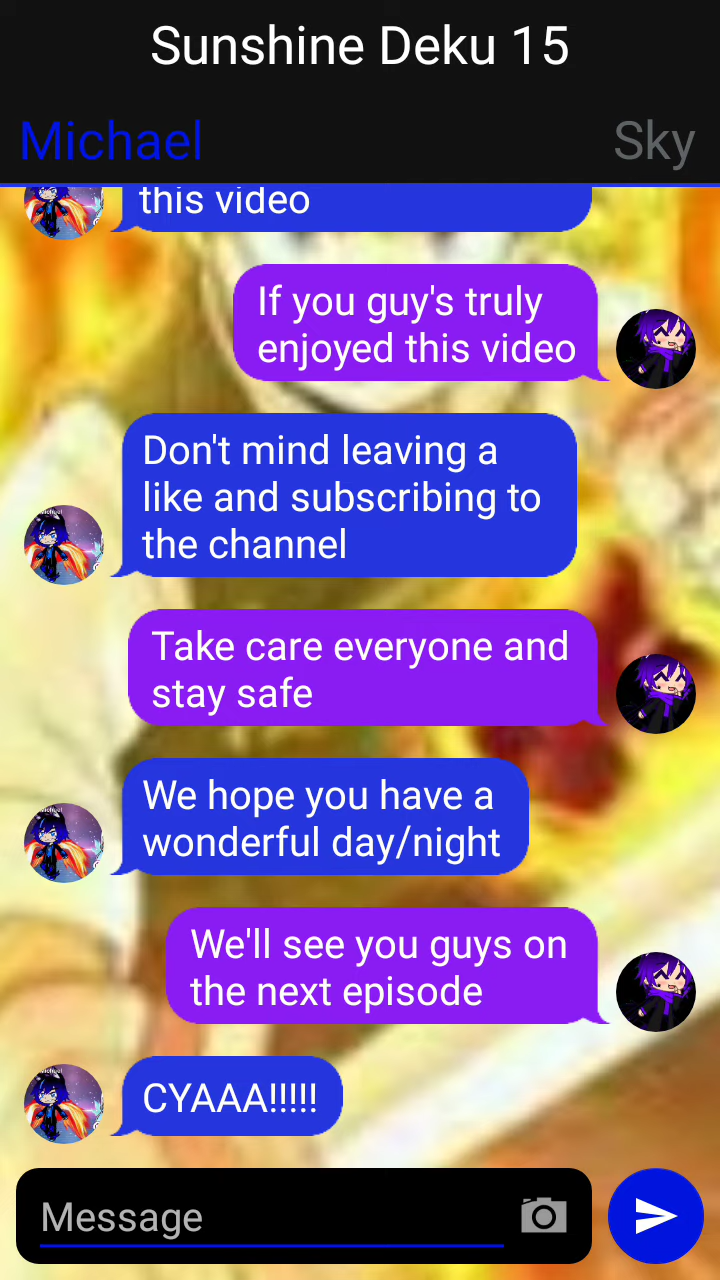 Sunshine Deku 15
Michael
Sky
this video
If you guy's truly
enjoyed this video
Don't mind leaving a
like and subscribing to
the channel
Take care everyone and
stay safe
We hope you have a
wonderful day/night
We'll see you guys on
the next episode
CYAAA!!!!!
Message